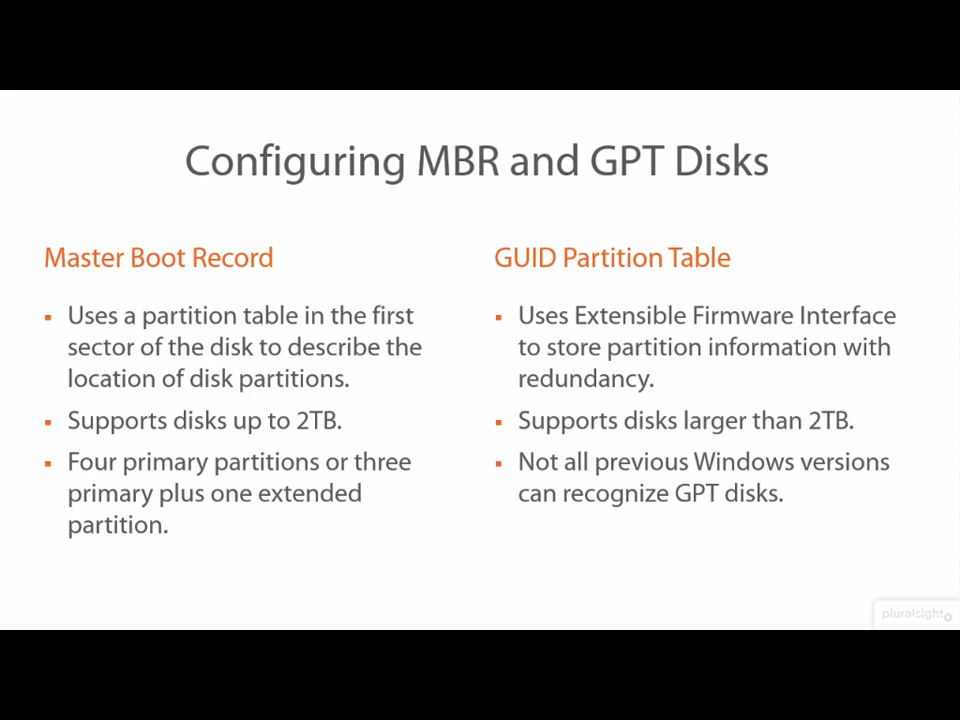 Configuring MBR and GPT Disks
Master Boot Record
▪ Uses a partition table in the first
sector of the disk to describe the
location of disk partitions.
▪ Supports disks up to 2TB.
▪ Four primary partitions or three
primary plus one extended
partition.
GUID Partition Table
▪ Uses Extensible Firmware Interface
to store partition information with
redundancy.
▪ Supports disks larger than 2TB.
▪ Not all previous Windows versions
can recognize GPT disks.
pluralsight